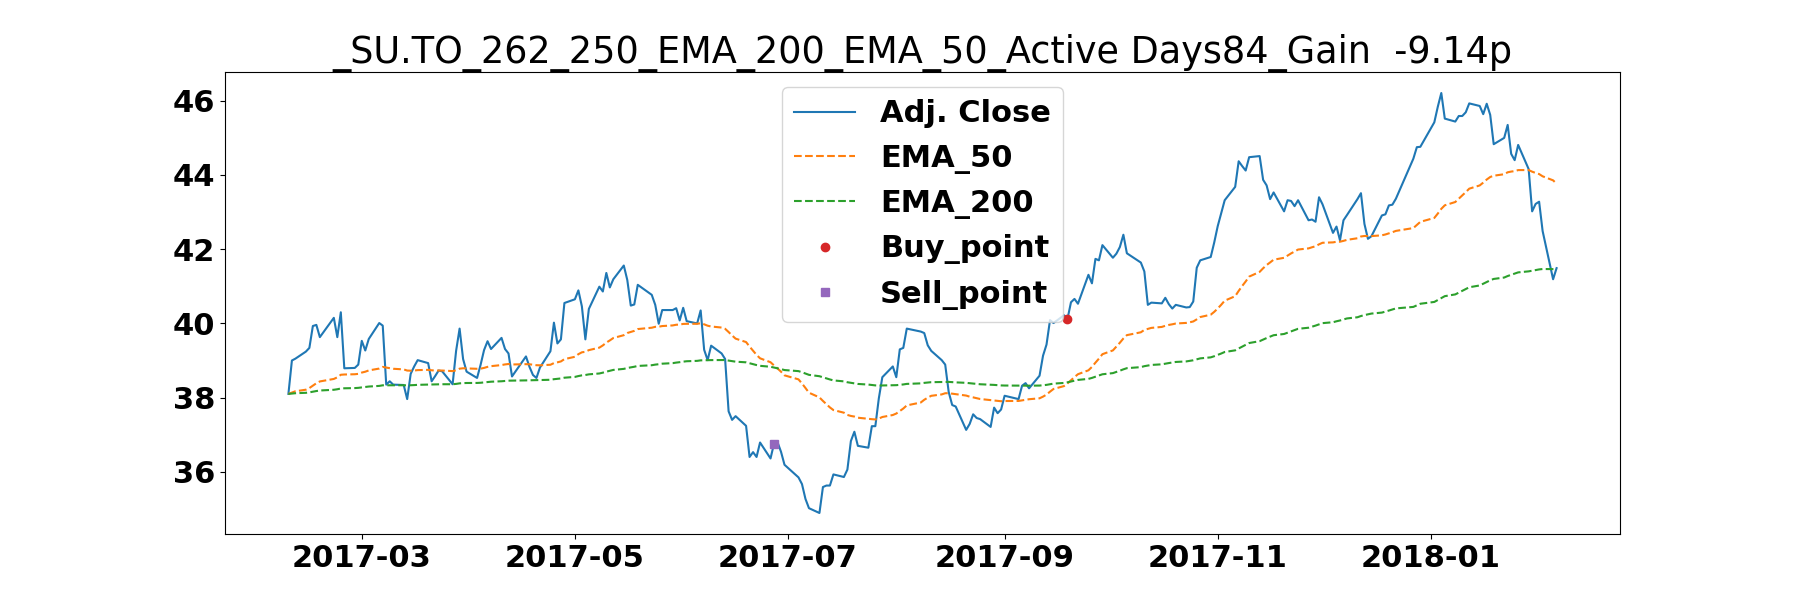 _SU.TO_262_250_EMA_200_EMA_50_Active Days84_Gain  -9.14p
46
44
42
40
38
36
Adj. Close
EMA_50
EMA_200
Buy_point
Sell_point
2017-03 2017-05 2017-07 2017-09 2017-11 2018-01